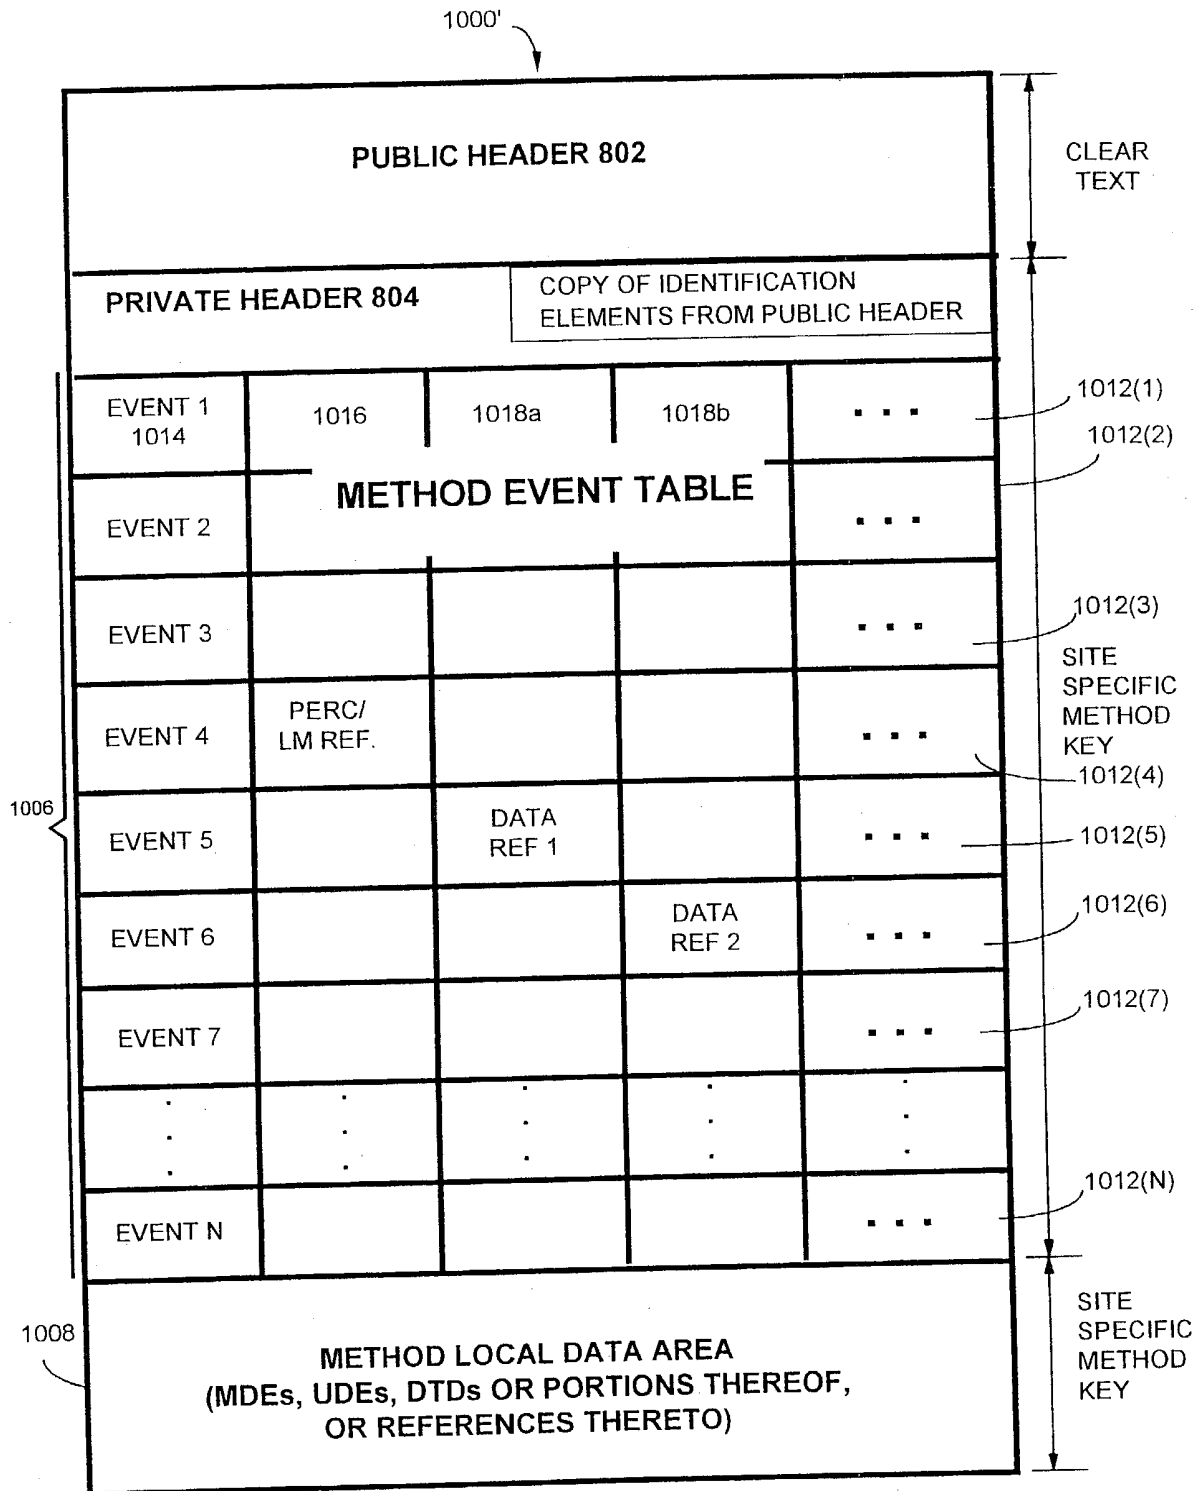 1000'
PUBLIC HEADER 802
CLEAR
TEXT
PRIVATE HEADER 804
COPY OF IDENTIFICATION
ELEMENTS FROM PUBLIC HEADER
EVENT 1
1014
1016
1018a
1018b
. . .
1012(1)
1012(2)
METHOD EVENT TABLE
EVENT 2
. . .
EVENT 3
. . .
1012(3)
SITE
SPECIFIC
METHOD
KEY
EVENT 4
PERC/
LM REF.
. . .
1012(4)
1006
EVENT 5
DATA
REF 1
. . .
1012(5)
EVENT 6
DATA
REF 2
. . .
1012(6)
EVENT 7
. . .
1012(7)
EVENT N
. . .
1012(N)
1008
METHOD LOCAL DATA AREA
(MDEs, UDEs, DTDs OR PORTIONS THEREOF,
OR REFERENCES THERETO)
SITE
SPECIFIC
METHOD
KEY